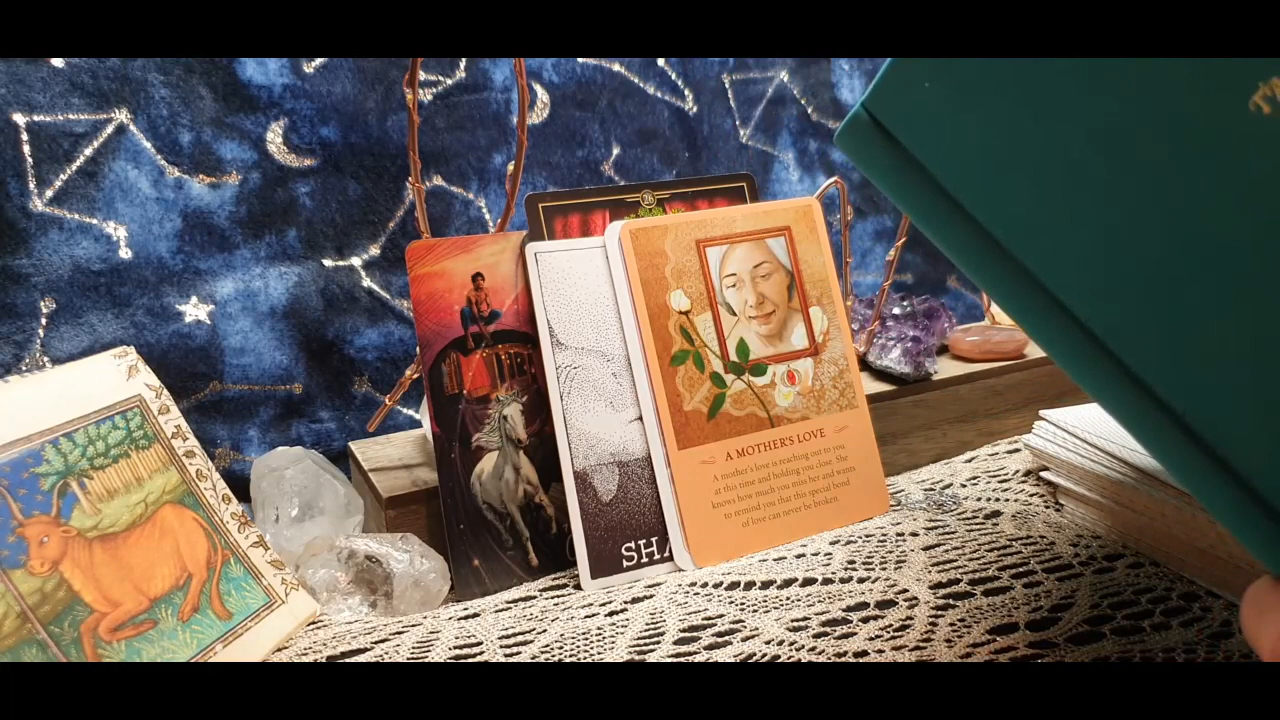 26
SHA
A MOTHER'S LOVE
A mother's love is reaching out to you
at this time and holding you close. She
knows how much you miss her and wants
to remind you that this special bond
of love can never be broken.